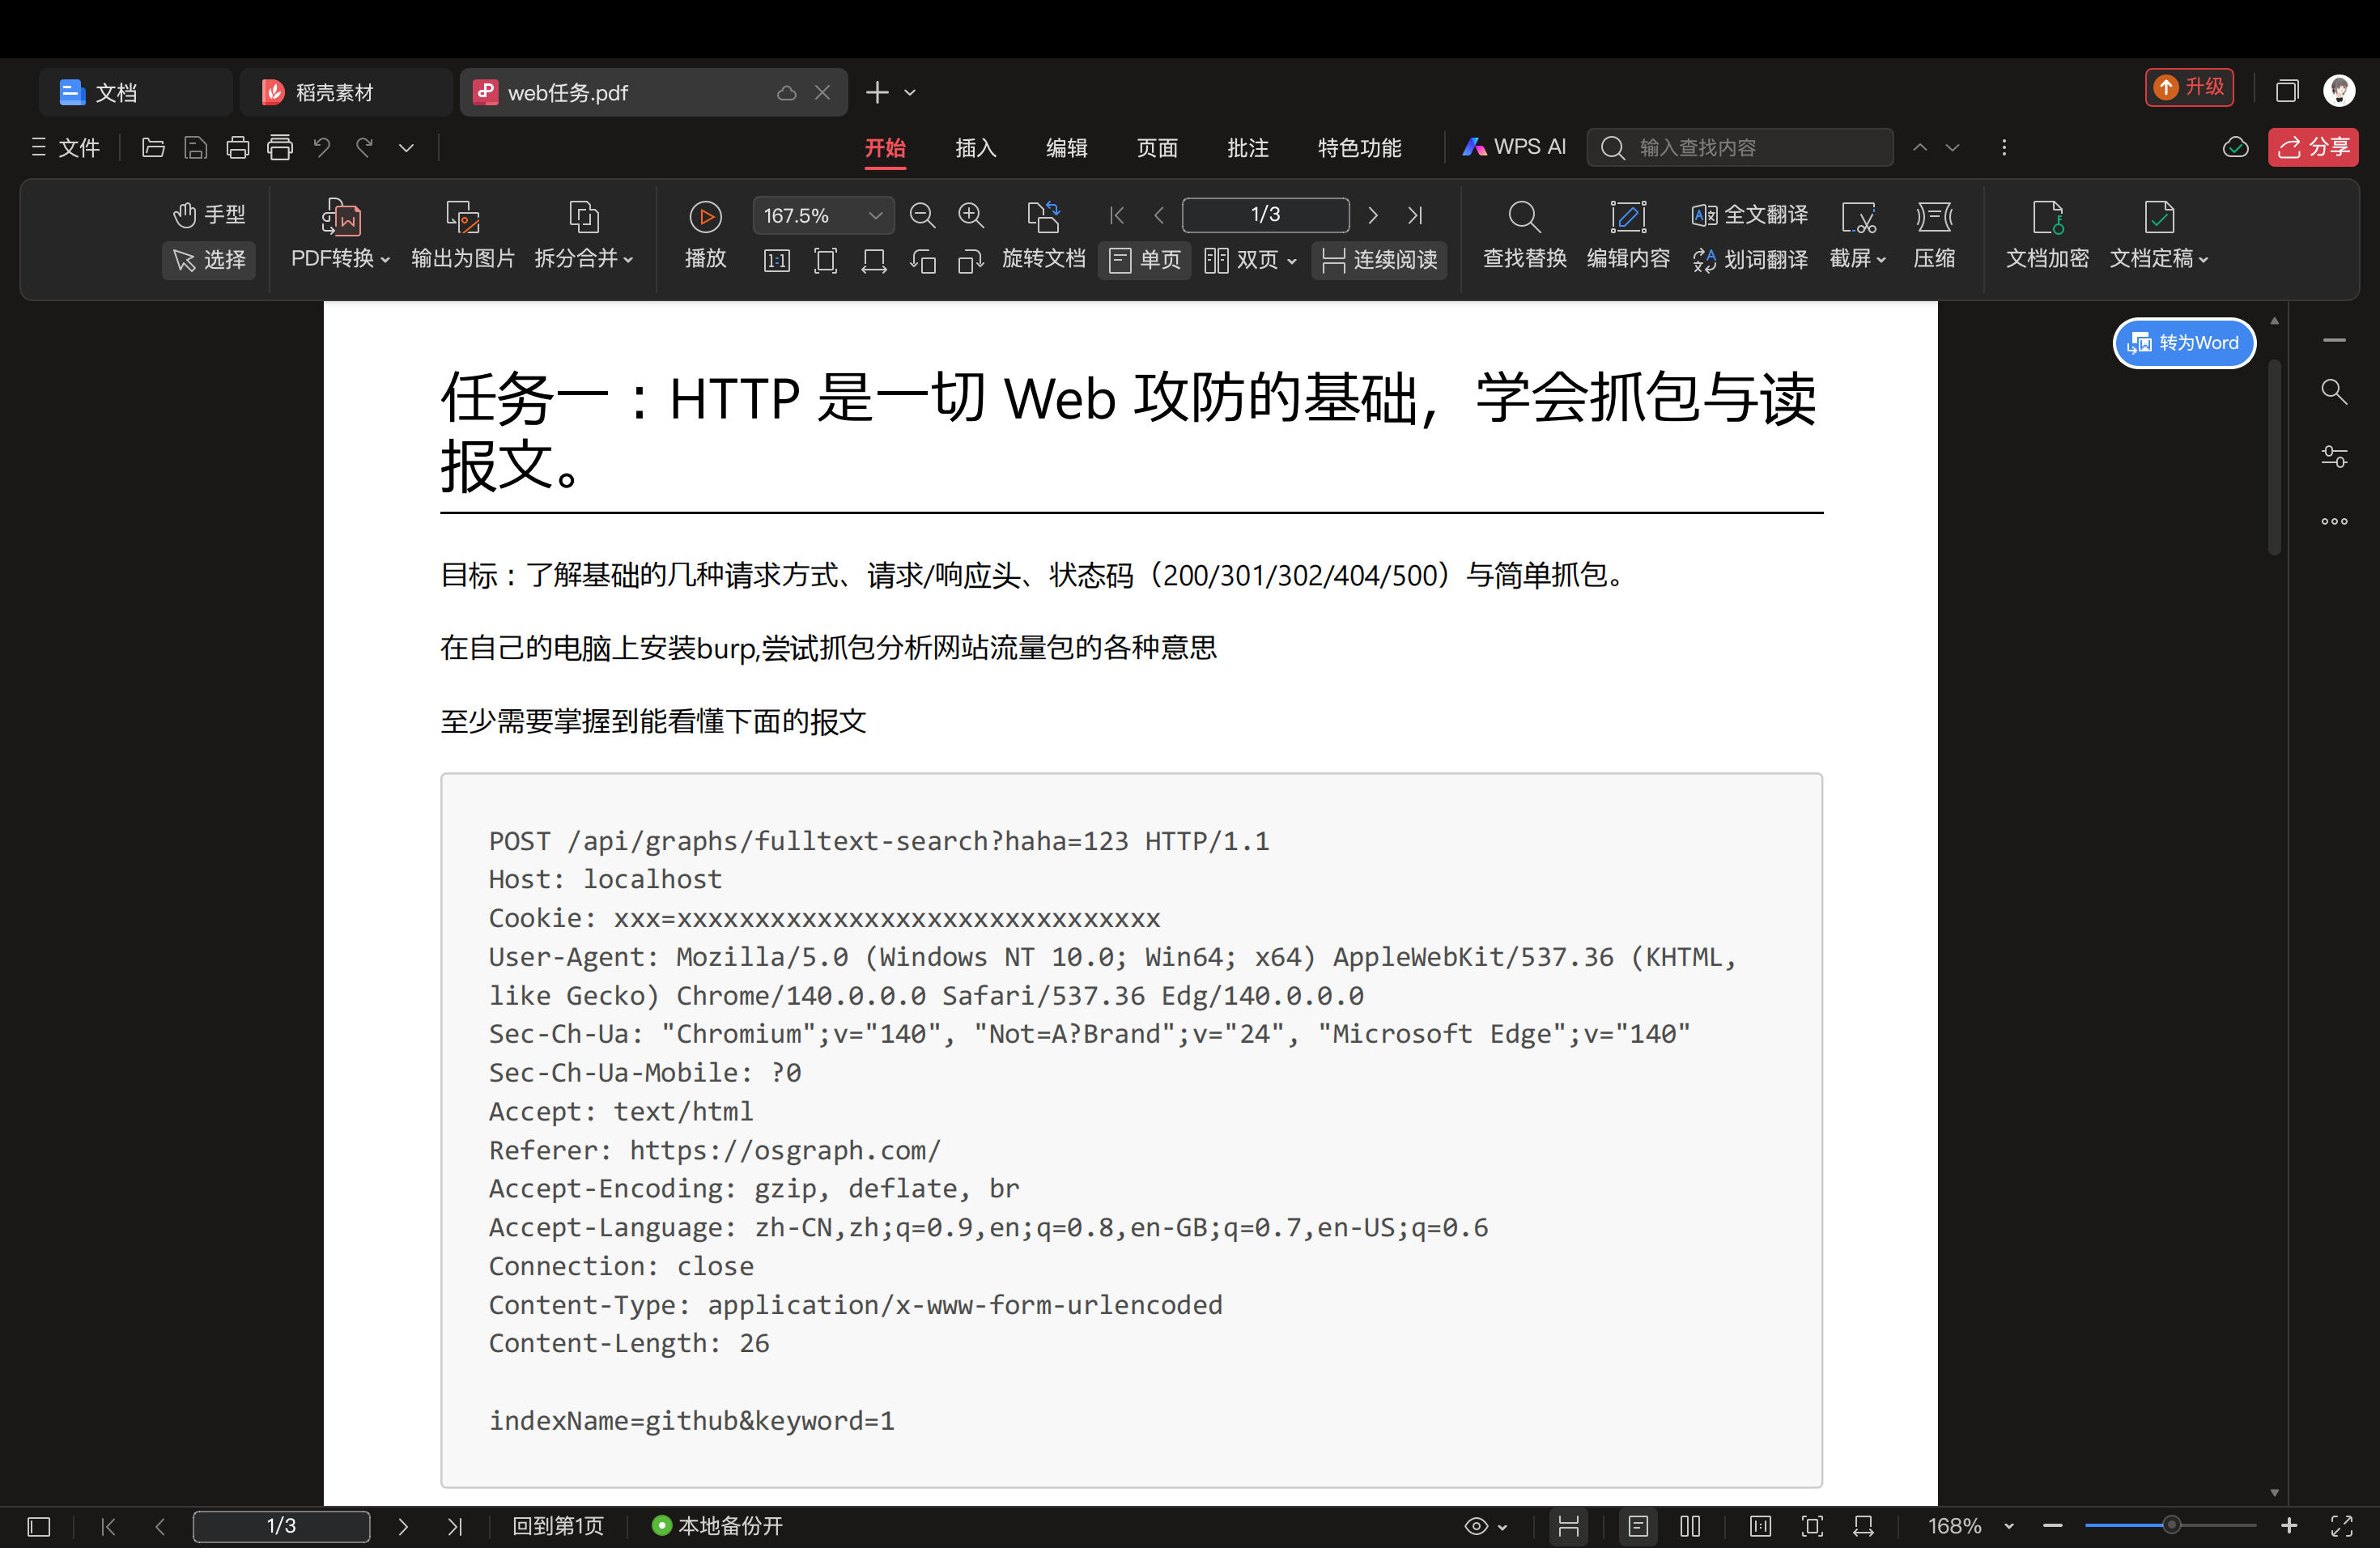 文档
稻壳素材
web任务.pdf
升级
文件
开始
插入
编辑
页面
批注
特色功能
WPS AI
输入查找内容
分享
手型
选择
PDF转换
输出为图片
拆分合并
播放
167.5%
旋转文档
1/3
单页
双页
连续阅读
查找替换
编辑内容
全文翻译
划词翻译
截屏
压缩
文档加密
文档定稿
转为Word
任务一：HTTP 是一切 Web 攻防的基础，学会抓包与读
报文。
目标：了解基础的几种请求方式、请求/响应头、状态码（200/301/302/404/500）与简单抓包。
在自己的电脑上安装burp,尝试抓包分析网站流量包的各种意思
至少需要掌握到能看懂下面的报文
POST /api/graphs/fulltext-search?haha=123 HTTP/1.1
Host: localhost
Cookie: xxx=xxxxxxxxxxxxxxxxxxxxxxxxxxxxxxx
User-Agent: Mozilla/5.0 (Windows NT 10.0; Win64; x64) AppleWebKit/537.36 (KHTML,
like Gecko) Chrome/140.0.0.0 Safari/537.36 Edg/140.0.0.0
Sec-Ch-Ua: "Chromium";v="140", "Not=A?Brand";v="24", "Microsoft Edge";v="140"
Sec-Ch-Ua-Mobile: ?0
Accept: text/html
Referer: https://osgraph.com/
Accept-Encoding: gzip, deflate, br
Accept-Language: zh-CN,zh;q=0.9,en;q=0.8,en-GB;q=0.7,en-US;q=0.6
Connection: close
Content-Type: application/x-www-form-urlencoded
Content-Length: 26
indexName=github&keyword=1
1/3
回到第1页
本地备份开
168%